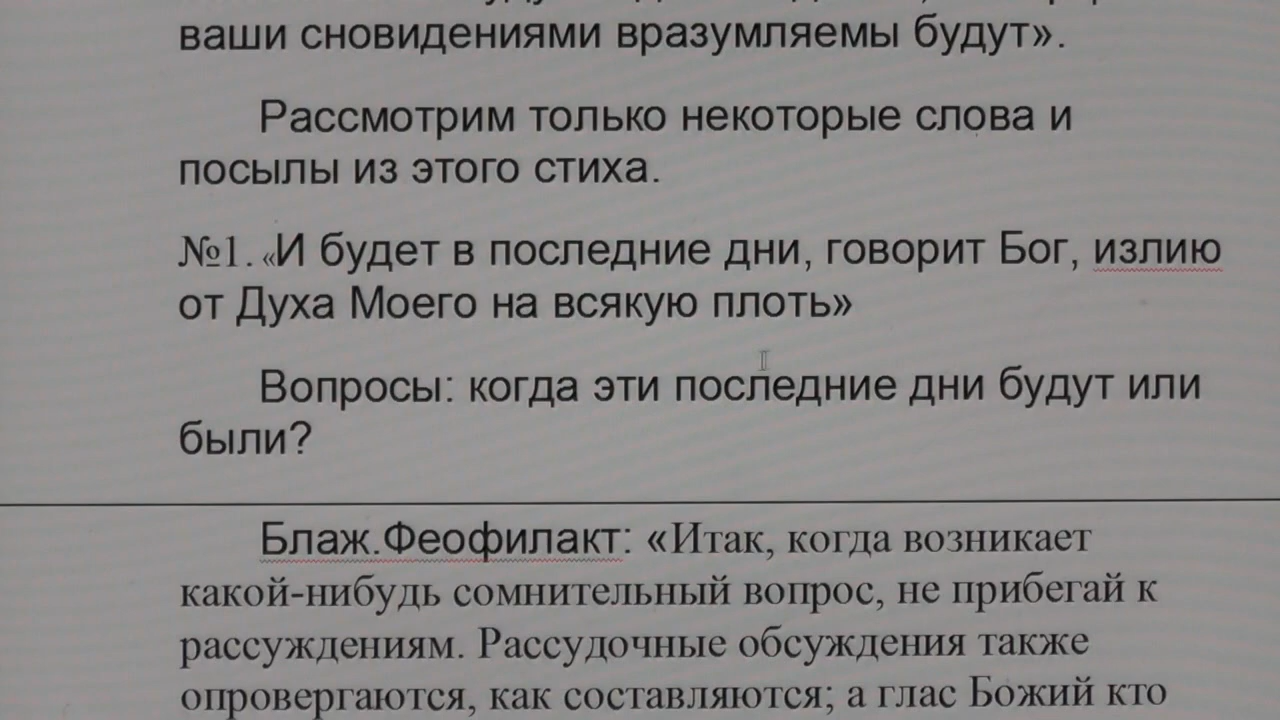 ваши сновидениями вразумляемы будут».
Рассмотрим только некоторые слова и
посылы из этого стиха.
№1. «И будет в последние дни, говорит Бог, излию
от Духа Моего на всякую плоть»
Вопросы: когда эти последние дни будут или
были?
Блаж.Феофилакт: «Итак, когда возникает
какой-нибудь сомнительный вопрос, не прибегай к
рассуждениям. Рассудочные обсуждения также
опровергаются, как составляются; а глас Божий кто